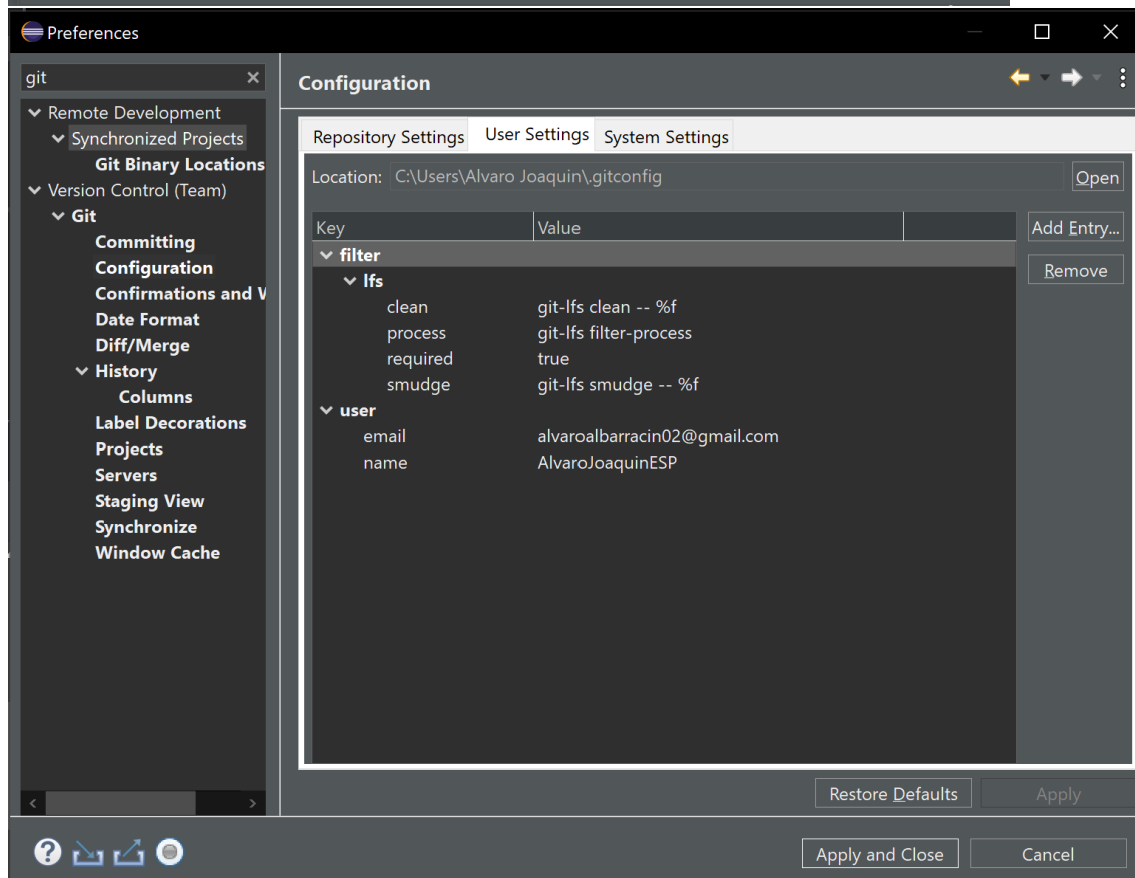 Preferences
git
Remote Development
Synchronized Projects
Git Binary Locations
Version Control (Team)
Git
Committing
Configuration
Confirmations and W
Date Format
Diff/Merge
History
Columns
Label Decorations
Projects
Servers
Staging View
Synchronize
Window Cache
Configuration
Repository Settings User Settings System Settings
Location: C:\Users\Alvaro Joaquin\.gitconfig Open
Key Value Add Entry...
filter
Remove
lfs
clean git-lfs clean -- %f
process git-lfs filter-process
required true
smudge git-lfs smudge -- %f
user
email alvaroalbarracin02@gmail.com
name AlvaroJoaquinESP
Restore Defaults Apply
Apply and Close Cancel